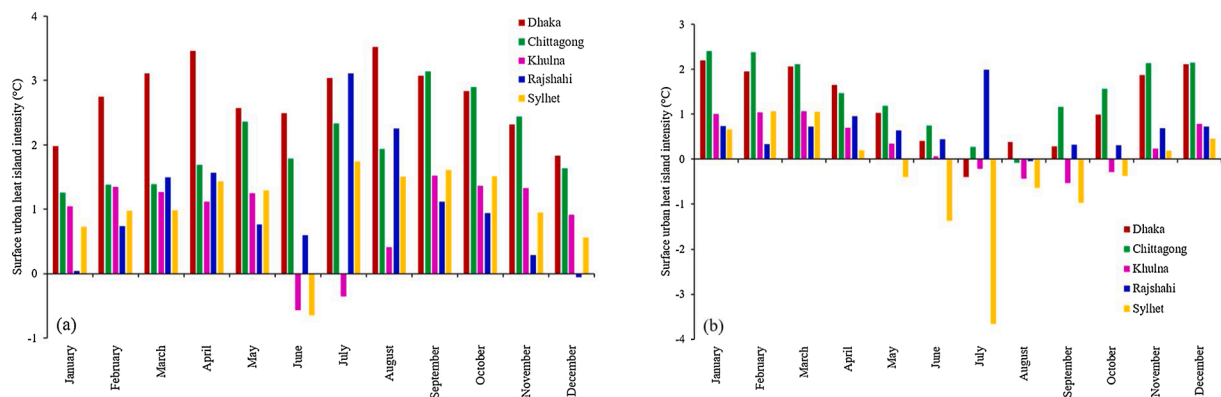 Surface urban heat island intensity (°C)
4
3
2
1
0
-1
Dhaka
Chittagong
Khulna
Rajshahi
Sylhet
(a)
January
February
March
April
May
June
July
August
September
October
November
December
Surface urban heat island intensity (°C)
3
2
1
0
-1
-2
-3
-4
Dhaka
Chittagong
Khulna
Rajshahi
Sylhet
(b)
January
February
March
April
May
June
July
August
September
October
November
December